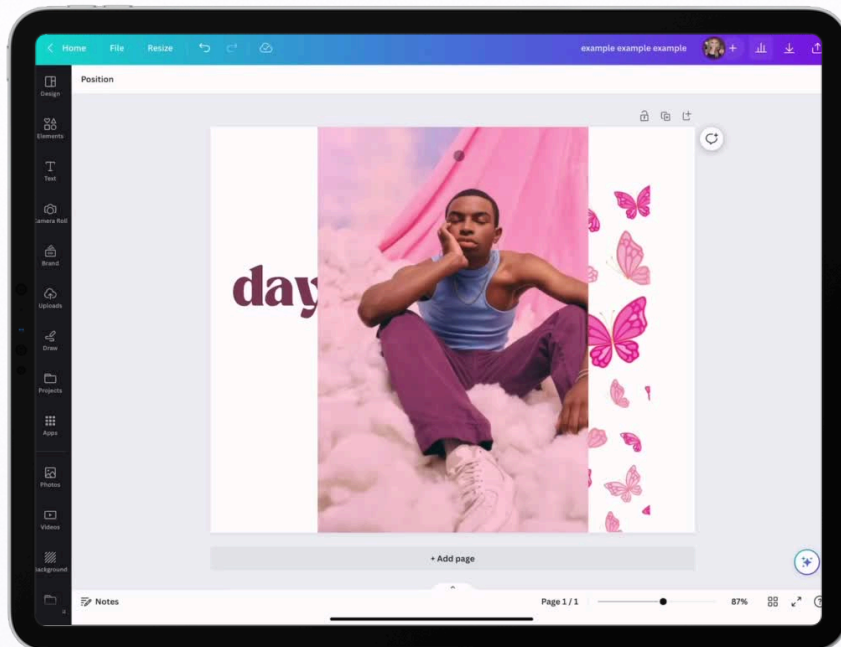 Home File Resize example example example +
Position
Design
Elements
Text
Camera Roll
Brand
Uploads
Draw
Projects
Apps
Photos
Videos
Background
day
+ Add page
Notes Page 1 / 1 87% ?